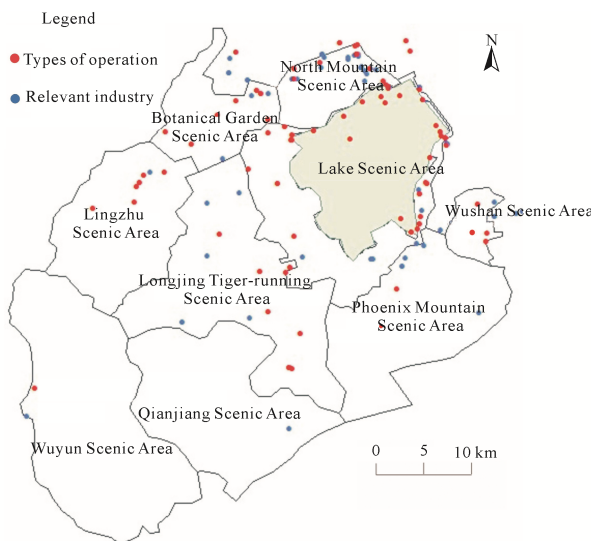 Legend
Types of operation
Relevant industry
N
North Mountain
Scenic Area
Botanical Garden
Scenic Area
Lake Scenic Area
Lingzhu
Scenic Area
Wushan Scenic Area
Longjing Tiger-running
Scenic Area
Phoenix Mountain
Scenic Area
Qianjiang Scenic Area
Wuyun Scenic Area
0 5 10 km